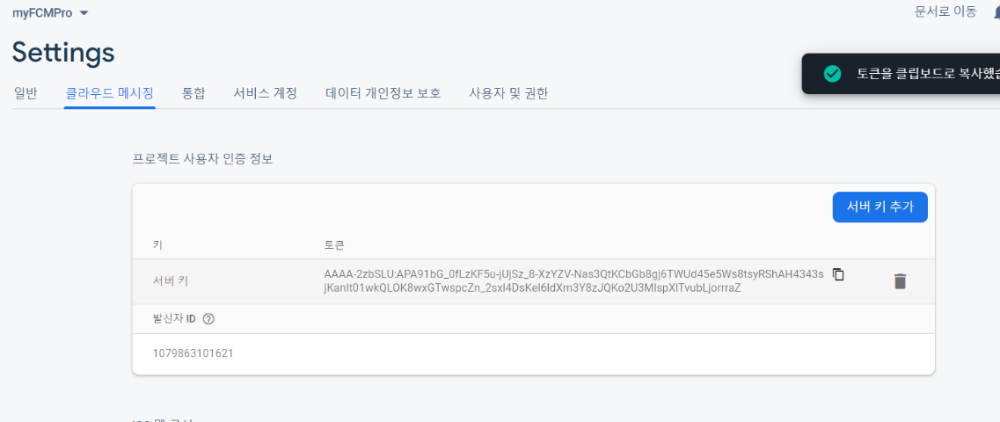 myFCMPro
문서로 이동
Settings
토큰을 클립보드로 복사했습
일반 클라우드 메시징 통합 서비스 계정 데이터 개인정보 보호 사용자 및 권한
프로젝트 사용자 인증 정보
서버 키 추가
키 토큰
서버 키
AAAA-2zbSLU:APA91bG_0fLzKF5u-jUjSz_8-XzYZV-Nas3QtKCbGb8gj6TWUd45e5Ws8tsyRShAH4343s
jKanIt01wkQLOK8wxGTwspcZn_2sxI4DsKeI6IdXm3Y8zJQKo2U3MIspXITvubLjorrraZ
발신자 ID
1079863101621